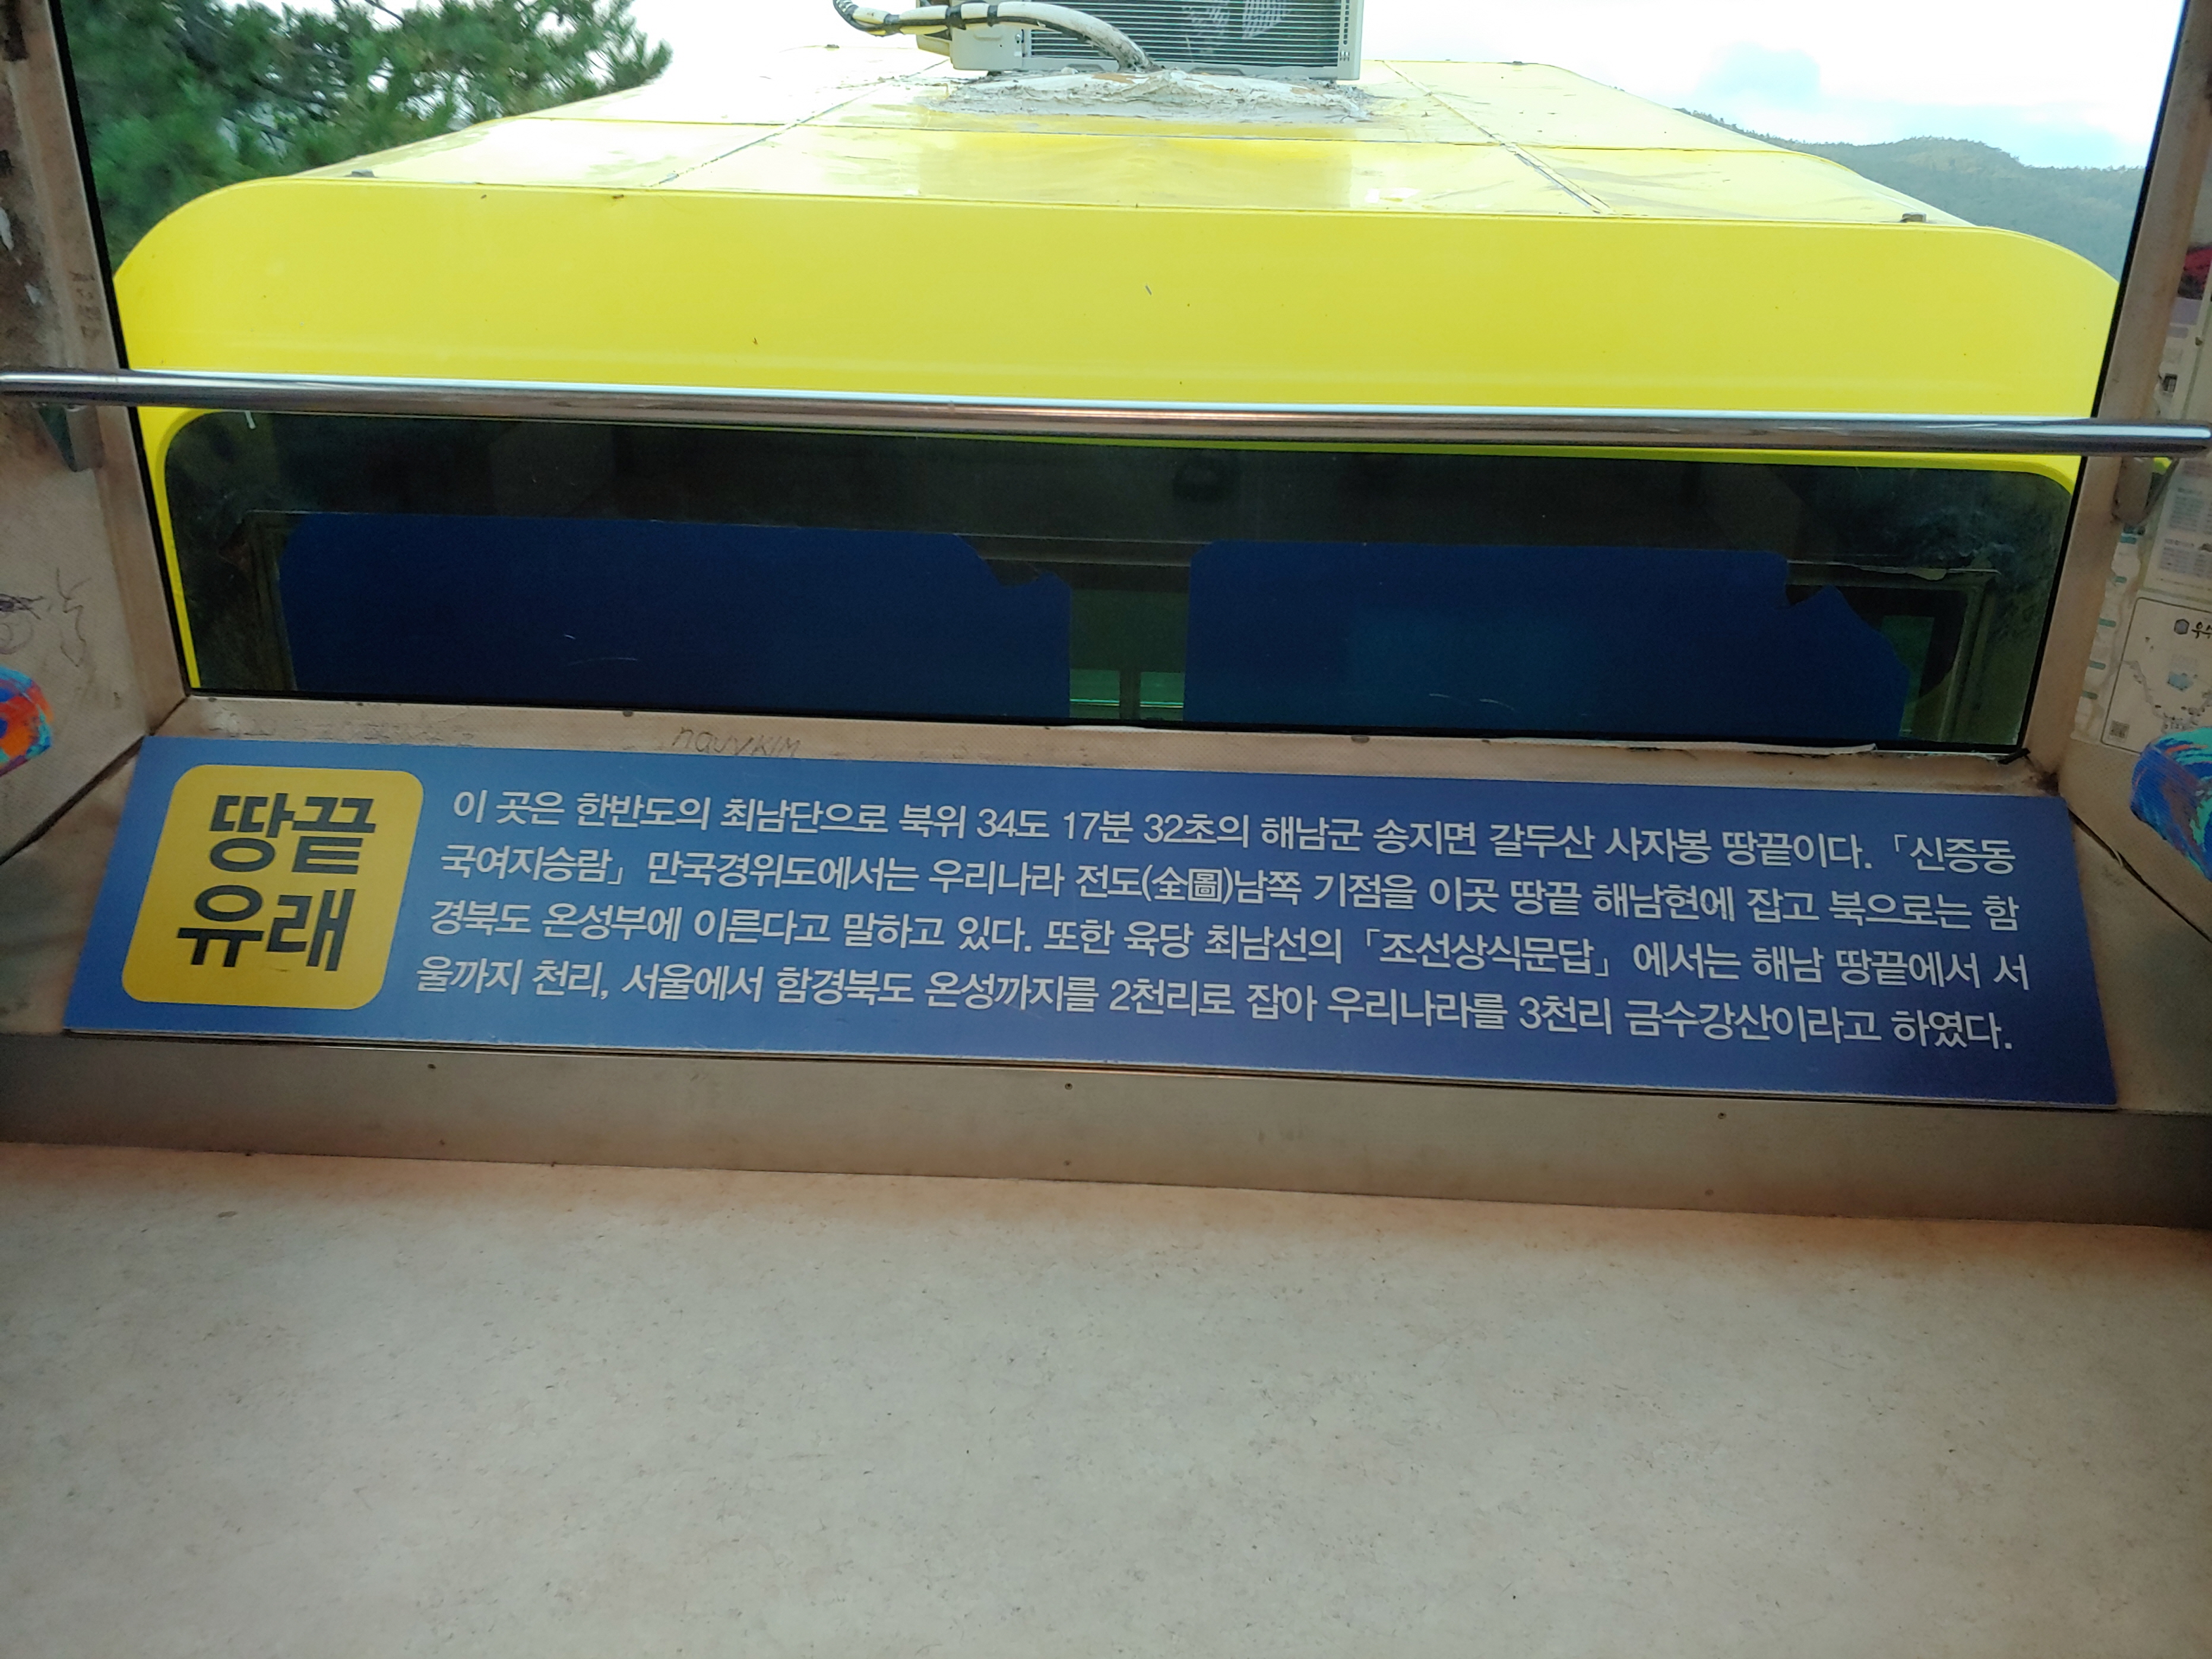 땅끝
유래
이 곳은 한반도의 최남단으로 북위 34도 17분 32초의 해남군 송지면 갈두산 사자봉 땅끝이다.「신증동
국여지승람」만국경위도에서는 우리나라 전도(全圖)남쪽 기점을 이곳 땅끝 해남현에 잡고 북으로는 함
경북도 온성부에 이른다고 말하고 있다. 또한 육당 최남선의「조선상식문답」에서는 해남 땅끝에서 서
울까지 천리, 서울에서 함경북도 온성까지를 2천리로 잡아 우리나라를 3천리 금수강산이라고 하였다.